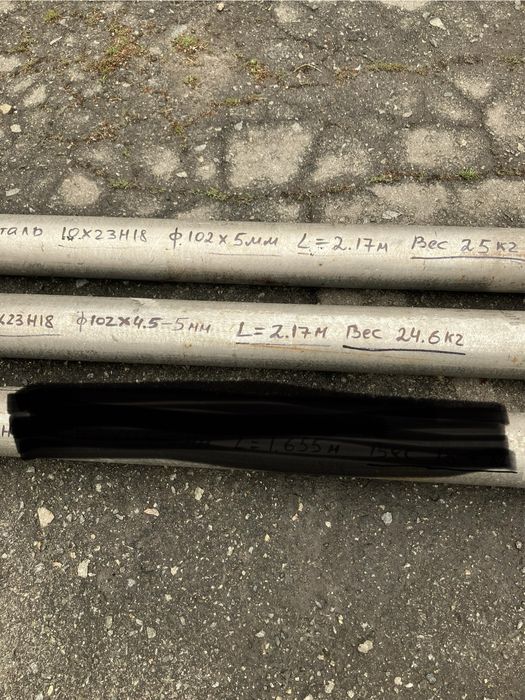 таль 10Х23Н18 ф102х5мм L=2.17м Вес 25кг
х23Н18 ф102х4.5-5мм L=2.17м Вес 24.6кг
L=1.655м